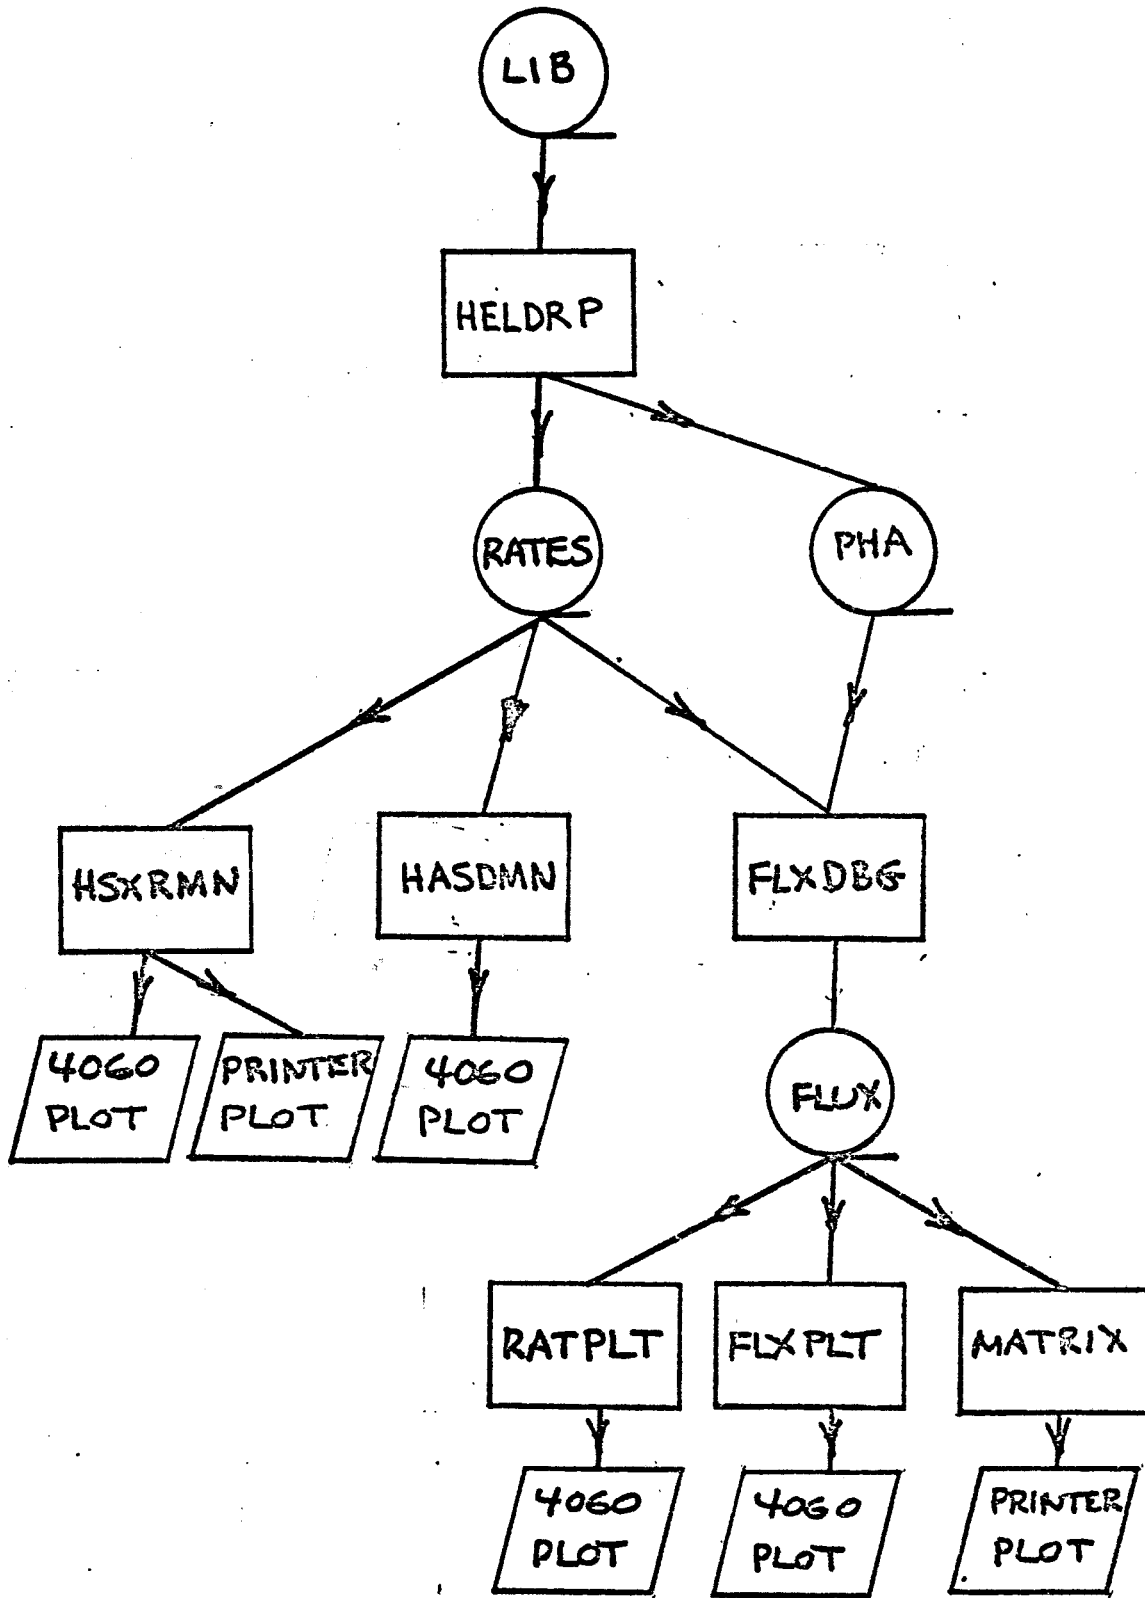 LIB
HELDRP
RATES
PHA
HSXRMN
HASDMN
FLXDBG
4060
PLOT
PRINTER
PLOT
4060
PLOT
FLUX
RATPLT
FLXPLT
MATRIX
4060
PLOT
4060
PLOT
PRINTER
PLOT